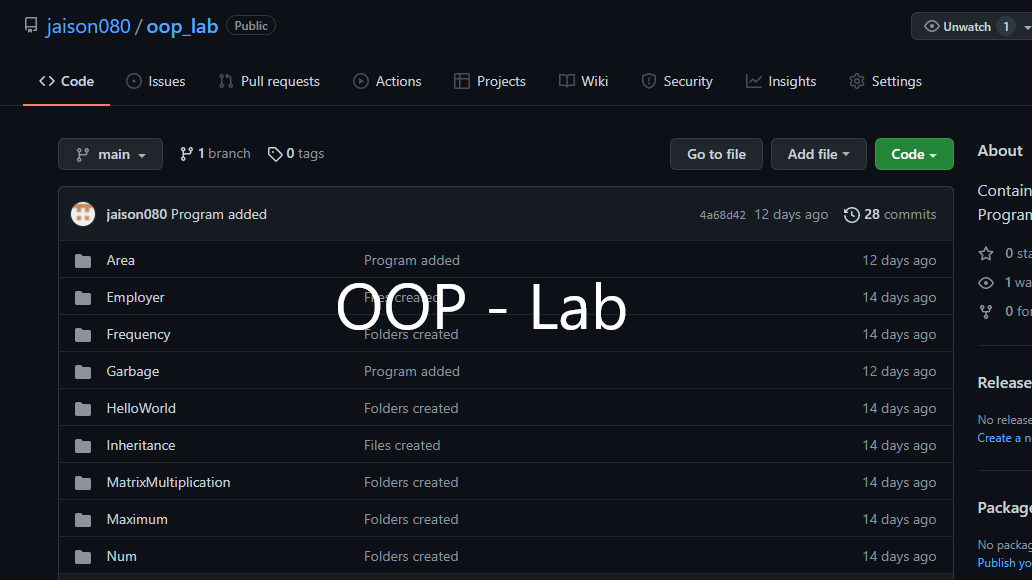 jaison080 / oop_lab Public Unwatch 1
Code Issues Pull requests Actions Projects Wiki Security Insights Settings
main 1 branch 0 tags Go to file Add file Code
About
jaison080 Program added 4a68d42 12 days ago 28 commits
Area Program added 12 days ago
Employer Files created 14 days ago
OOP - Lab
Frequency Folders created 14 days ago
Garbage Program added 12 days ago
HelloWorld Folders created 14 days ago
Inheritance Files created 14 days ago
MatrixMultiplication Folders created 14 days ago
Maximum Folders created 14 days ago
Num Folders created 14 days ago
Contain
Program
0 sta
1 wa
0 for
Release
No release
Create a n
Package
No packag
Publish yo